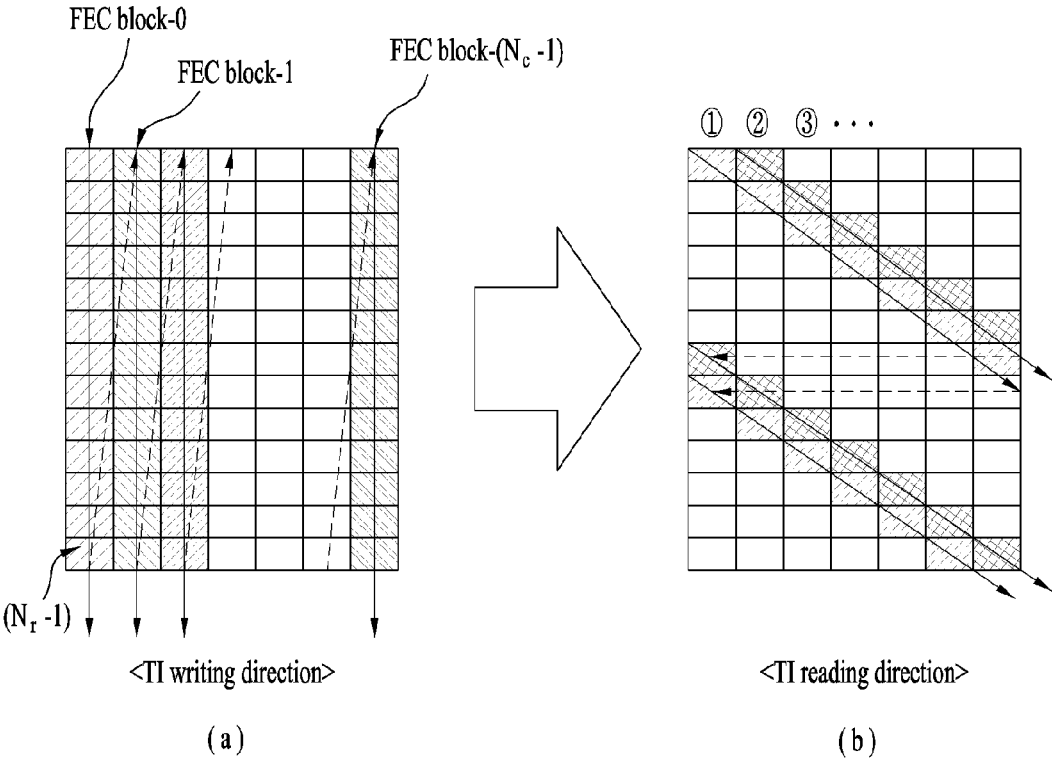 FEC block-0
FEC block-1
FEC block-(N_c -1)
① ② ③ ···
(N_r -1)
<TI writing direction>
<TI reading direction>
(a)
(b)